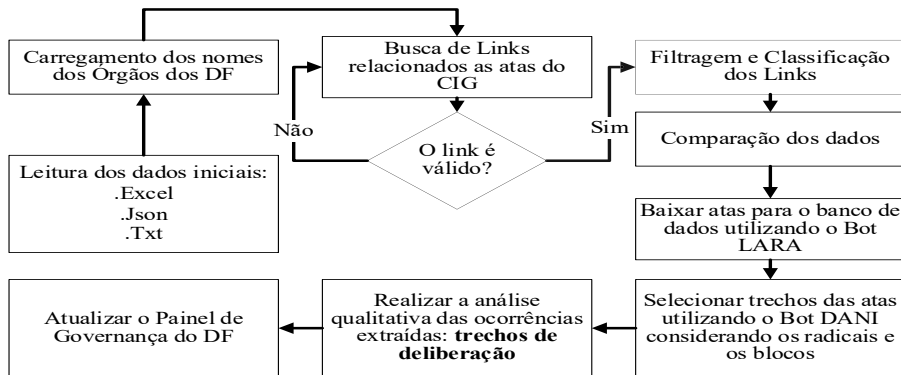 Carregamento dos nomes
dos Órgãos dos DF
Busca de Links
relacionados as atas do
CIG
Filtragem e Classificação
dos Links
Não
Sim
O link é
válido?
Comparação dos dados
Leitura dos dados iniciais:
.Excel
.Json
.Txt
Baixar atas para o banco de
dados utilizando o Bot
LARA
Atualizar o Painel de
Governança do DF
Realizar a análise
qualitativa das ocorrências
extraídas: trechos de
deliberação
Selecionar trechos das atas
utilizando o Bot DANI
considerando os radicais e
os blocos